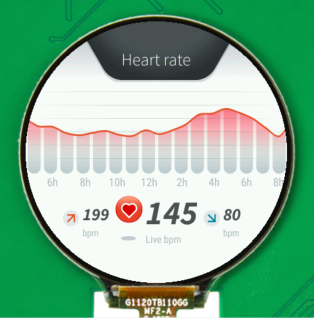 Heart rate
6h 8h 10h 12h 2h 4h 6h 8h
199 145 80
bpm Live bpm bpm
G1120TB110GG
MF2-A